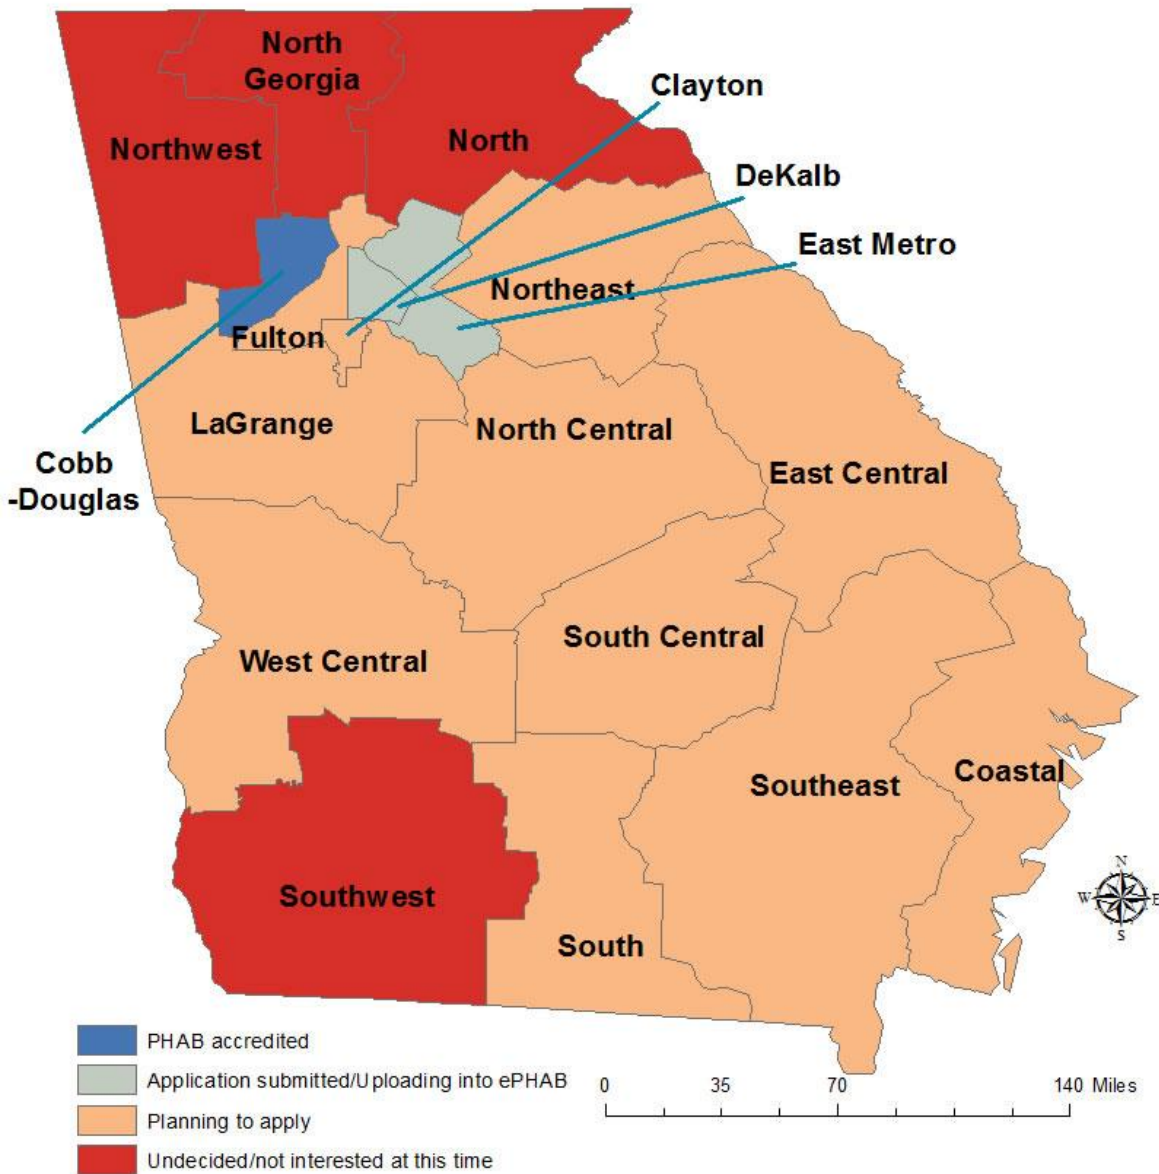 North
Georgia
Clayton
Northwest
North
DeKalb
East Metro
Northeast
Fulton
LaGrange
North Central
Cobb
-Douglas
East Central
South Central
West Central
Southeast
Coastal
Southwest
South
N
W
E
S
PHAB accredited
Application submitted/Uploading into ePHAB
Planning to apply
Undecided/not interested at this time
0 35 70 140 Miles